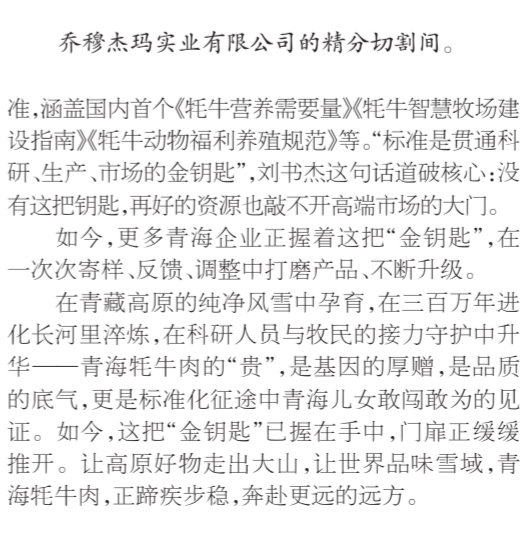 乔穆杰玛实业有限公司的精分切割间。
准，涵盖国内首个《牦牛营养需要量》《牦牛智慧牧场建
设指南》《牦牛动物福利养殖规范》等。“标准是贯通科
研、生产、市场的金钥匙”，刘书杰这句话道破核心：没
有这把钥匙，再好的资源也敲不开高端市场的大门。
如今，更多青海企业正握着这把“金钥匙”，在
一次次寄样、反馈、调整中打磨产品、不断升级。
在青藏高原的纯净风雪中孕育，在三百万年进
化长河里淬炼，在科研人员与牧民的接力守护中升
华——青海牦牛肉的“贵”，是基因的厚赠，是品质
的底气，更是标准化征途中青海儿女敢闯敢为的见
证。如今，这把“金钥匙”已握在手中，门扉正缓缓
推开。让高原好物走出大山，让世界品味雪域，青
海牦牛肉，正蹄疾步稳，奔赴更远的远方。